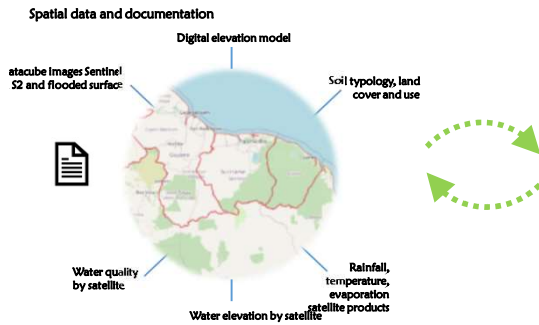 Spatial data and documentation
Digital elevation model
atacube images Sentinel
S2 and flooded surface
Soil typology, land
cover and use
Water quality
by satellite
Rainfall,
temperature,
evaporation
satellite products
Water elevation by satellite